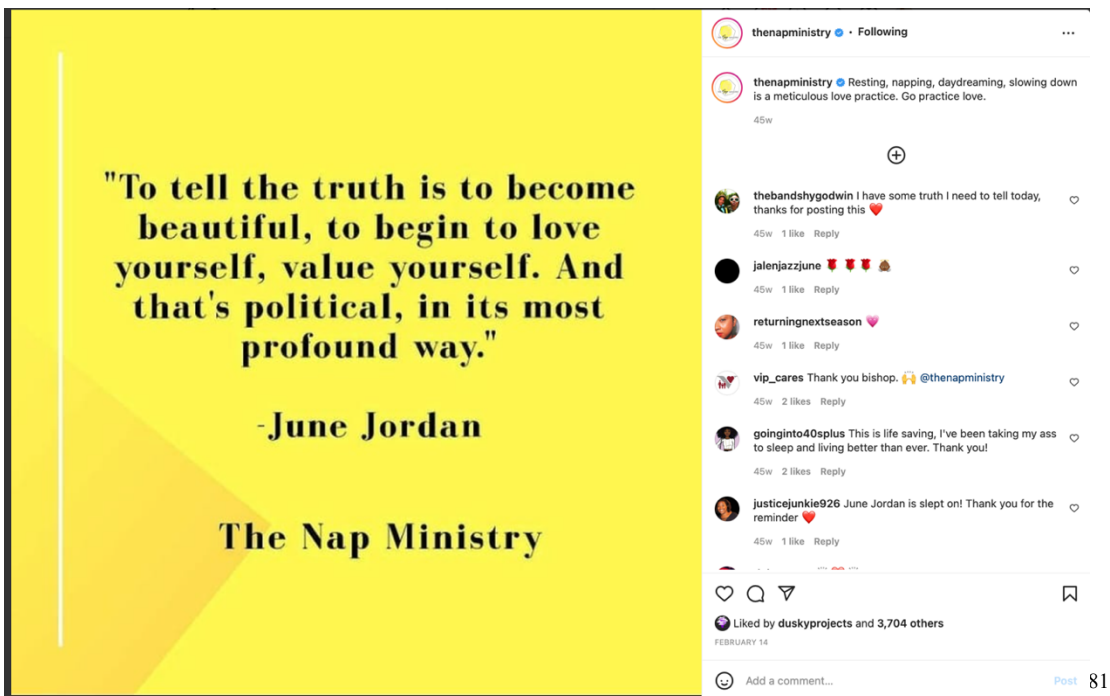 "To tell the truth is to become
beautiful, to begin to love
yourself, value yourself. And
that's political, in its most
profound way."
-June Jordan
The Nap Ministry
thenapministry • Following
thenapministry Resting, napping, daydreaming, slowing down
is a meticulous love practice. Go practice love.
45w
thebandshygodwin I have some truth I need to tell today,
thanks for posting this ❤️
45w 1 like Reply
jalenjazzjune 🌹🌹🌹💩
45w 1 like Reply
returningnextseason 💗
45w 1 like Reply
vip_cares Thank you bishop. 🙌 @thenapministry
45w 2 likes Reply
goinginto40splus This is life saving, I've been taking my ass
to sleep and living better than ever. Thank you!
45w 2 likes Reply
justicejunkie926 June Jordan is slept on! Thank you for the
reminder ❤️
45w 1 like Reply
Liked by duskyprojects and 3,704 others
FEBRUARY 14
Add a comment...
Post
81